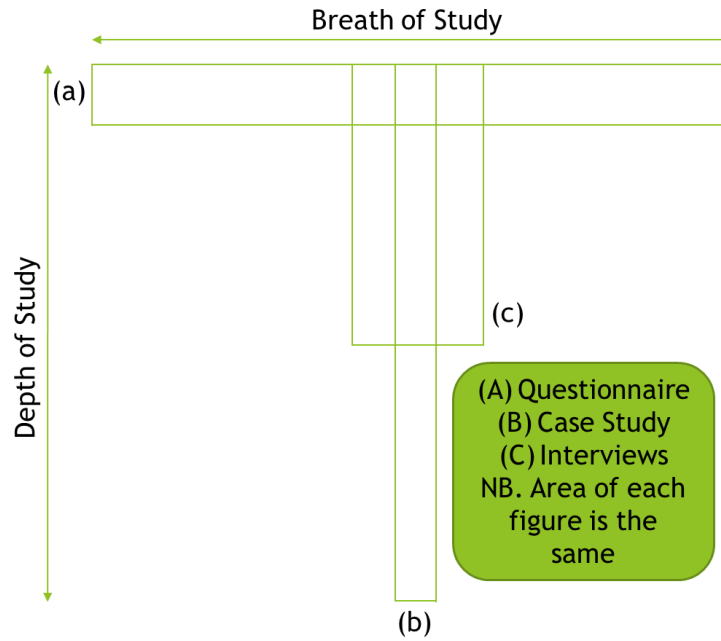 Breath of Study
(a)
Depth of Study
(c)
(A) Questionnaire
(B) Case Study
(C) Interviews
NB. Area of each
figure is the
same
(b)